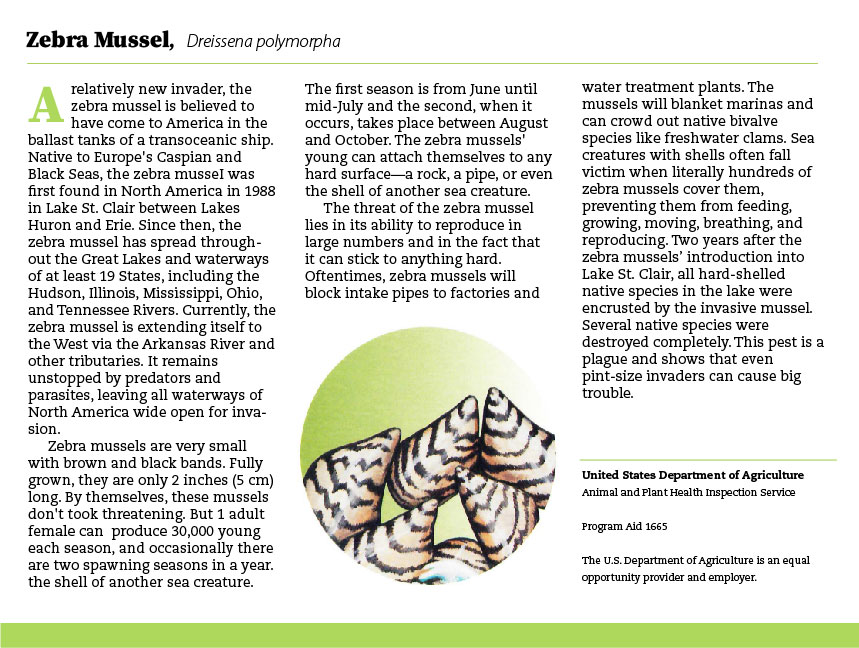 Zebra Mussel, Dreissena polymorpha
A relatively new invader, the
zebra mussel is believed to
have come to America in the
ballast tanks of a transoceanic ship.
Native to Europe's Caspian and
Black Seas, the zebra mussel was
first found in North America in 1988
in Lake St. Clair between Lakes
Huron and Erie. Since then, the
zebra mussel has spread through-
out the Great Lakes and waterways
of at least 19 States, including the
Hudson, Illinois, Mississippi, Ohio,
and Tennessee Rivers. Currently, the
zebra mussel is extending itself to
the West via the Arkansas River and
other tributaries. It remains
unstopped by predators and
parasites, leaving all waterways of
North America wide open for inva-
sion.
Zebra mussels are very small
with brown and black bands. Fully
grown, they are only 2 inches (5 cm)
long. By themselves, these mussels
don't took threatening. But 1 adult
female can produce 30,000 young
each season, and occasionally there
are two spawning seasons in a year.
the shell of another sea creature.
The first season is from June until
mid-July and the second, when it
occurs, takes place between August
and October. The zebra mussels'
young can attach themselves to any
hard surface—a rock, a pipe, or even
the shell of another sea creature.
The threat of the zebra mussel
lies in its ability to reproduce in
large numbers and in the fact that
it can stick to anything hard.
Oftentimes, zebra mussels will
block intake pipes to factories and
water treatment plants. The
mussels will blanket marinas and
can crowd out native bivalve
species like freshwater clams. Sea
creatures with shells often fall
victim when literally hundreds of
zebra mussels cover them,
preventing them from feeding,
growing, moving, breathing, and
reproducing. Two years after the
zebra mussels’ introduction into
Lake St. Clair, all hard-shelled
native species in the lake were
encrusted by the invasive mussel.
Several native species were
destroyed completely. This pest is a
plague and shows that even
pint-size invaders can cause big
trouble.
United States Department of Agriculture
Animal and Plant Health Inspection Service
Program Aid 1665
The U.S. Department of Agriculture is an equal
opportunity provider and employer.